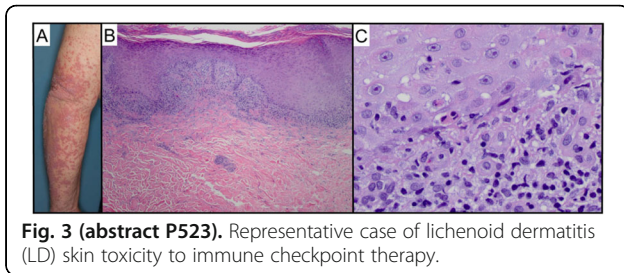 A B C
Fig. 3 (abstract P523). Representative case of lichenoid dermatitis
(LD) skin toxicity to immune checkpoint therapy.